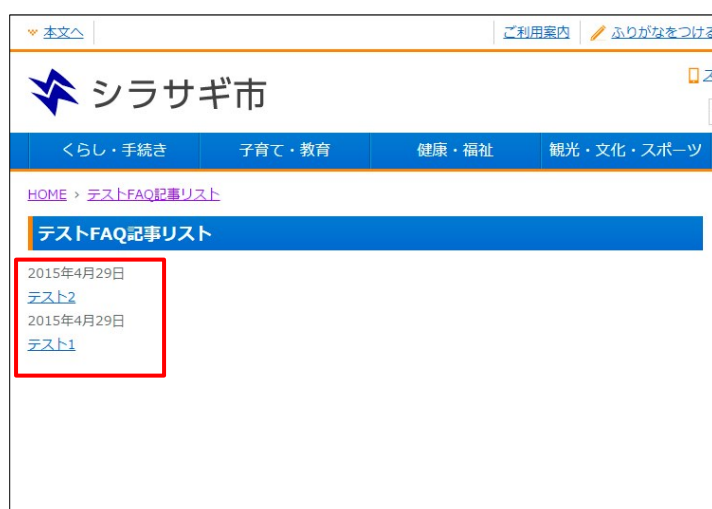 本文へ ご利用案内 ふりがなをつける
シラサギ市
くらし・手続き 子育て・教育 健康・福祉 観光・文化・スポーツ
HOME › テストFAQ記事リスト
テストFAQ記事リスト
2015年4月29日
テスト2
2015年4月29日
テスト1